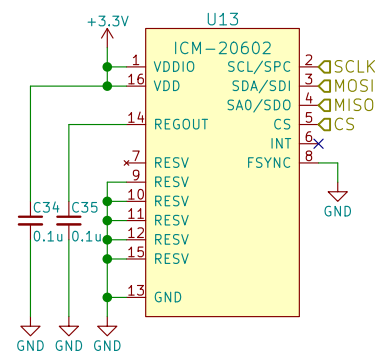 U13
+3.3V
ICM-20602
1 VDDIO SCL/SPC 2 SCLK
16 VDD SDA/SDI 3 MOSI
SA0/SDO 4 MISO
14 REGOUT CS 5 CS
INT 6
7 RESV FSYNC 8
9 RESV
10 RESV
11 RESV
12 RESV
15 RESV
13 GND
C34 C35
0.1u 0.1u
GND
GND GND GND